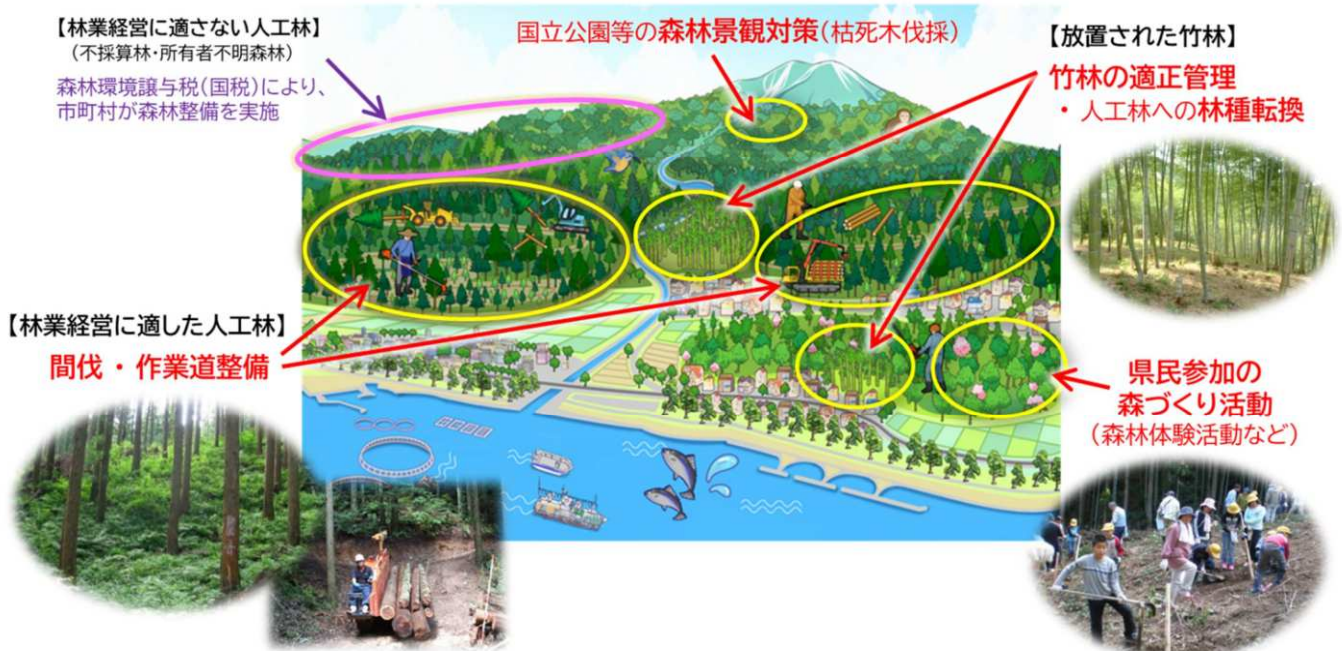 【林業経営に適さない人工林】
（不採算林・所有者不明森林）
森林環境譲与税(国税)により、
市町村が森林整備を実施
国立公園等の森林景観対策(枯死木伐採)
【放置された竹林】
竹林の適正管理
・人工林への林種転換
【林業経営に適した人工林】
間伐・作業道整備
県民参加の
森づくり活動
（森林体験活動など）